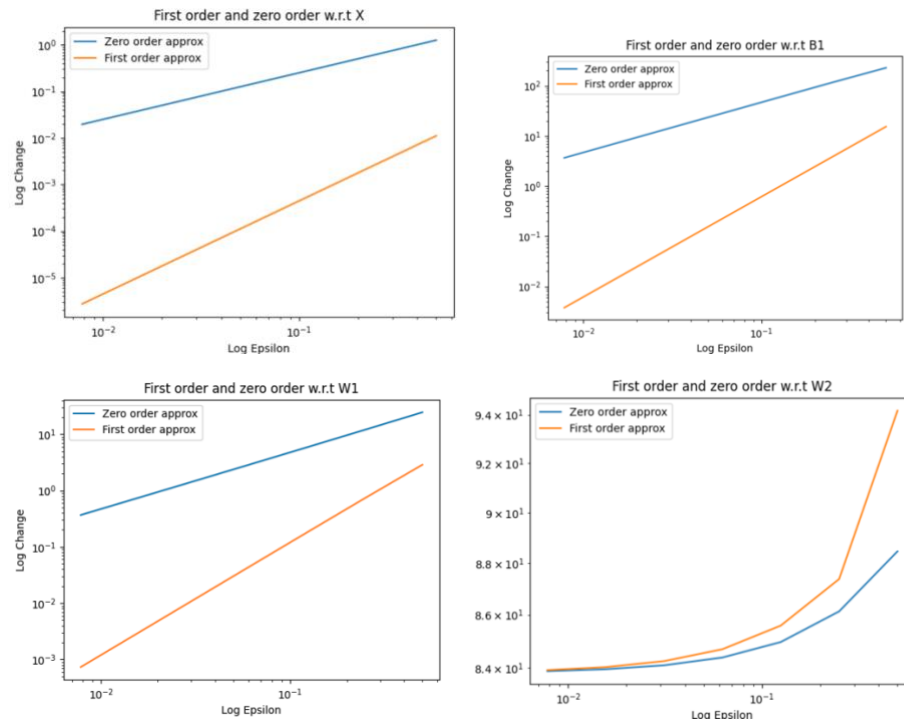 First order and zero order w.r.t X
Zero order approx
First order approx
Log Change
10⁰
10⁻¹
10⁻²
10⁻³
10⁻⁴
10⁻⁵
10⁻²
10⁻¹
Log Epsilon
First order and zero order w.r.t B1
Zero order approx
First order approx
Log Change
10²
10¹
10⁰
10⁻¹
10⁻²
10⁻²
10⁻¹
Log Epsilon
First order and zero order w.r.t W1
Zero order approx
First order approx
Log Change
10¹
10⁰
10⁻¹
10⁻²
10⁻³
10⁻²
10⁻¹
Log Epsilon
First order and zero order w.r.t W2
Zero order approx
First order approx
9.4 × 10¹
9.2 × 10¹
9 × 10¹
8.8 × 10¹
8.6 × 10¹
8.4 × 10¹
10⁻²
10⁻¹
Log Epsilon